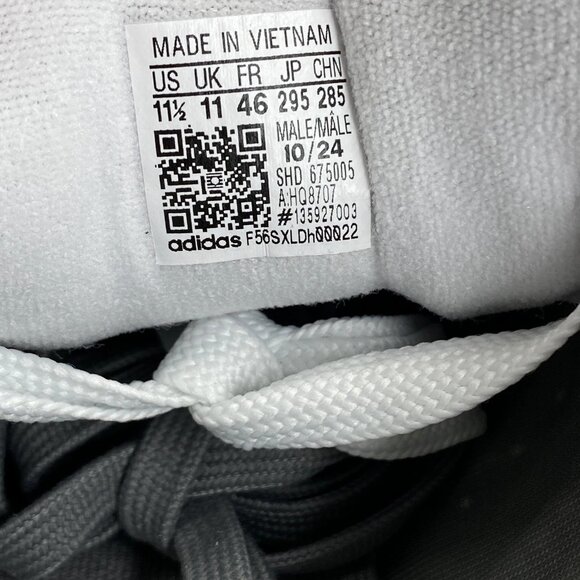 MADE IN VIETNAM
US UK FR JP CHN
11½ 11 46 295 285
MALE/MÂLE
10/24
SHD 675005
A:HQ8707
#135927003
adidas F56SXLDh00022